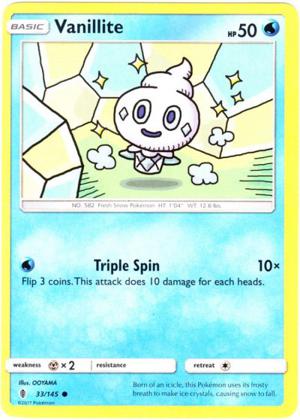 BASIC Vanillite HP 50
NO. 582 Fresh Snow Pokémon HT: 1'04" WT: 12.6 lbs.
Triple Spin 10×
Flip 3 coins. This attack does 10 damage for each heads.
weakness ×2 resistance retreat
Illus. OOYAMA
33/145
©2017 Pokémon
Born of an icicle, this Pokémon uses its frosty
breath to make ice crystals, causing snow to fall.